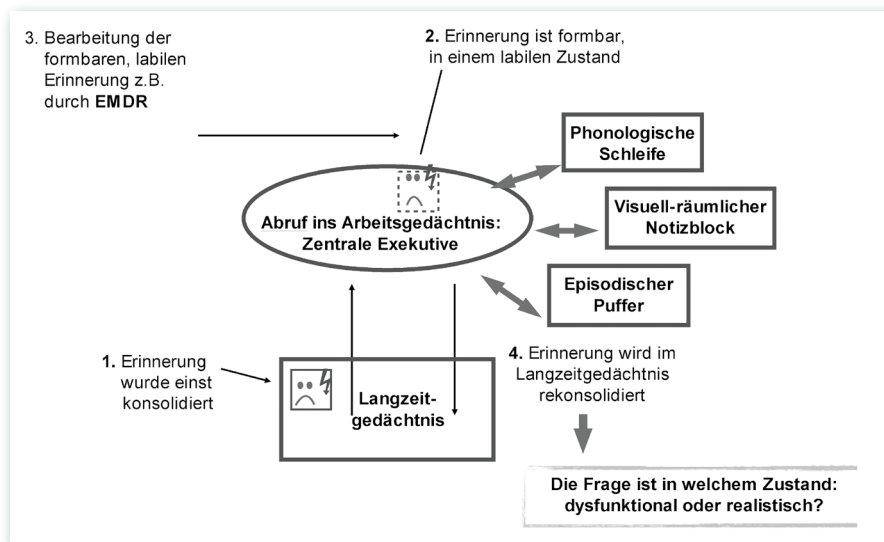 3. Bearbeitung der
formbaren, labilen
Erinnerung z.B.
durch EMDR
2. Erinnerung ist formbar,
in einem labilen Zustand
Phonologische
Schleife
Visuell-räumlicher
Notizblock
Episodischer
Puffer
Abruf ins Arbeitsgedächtnis:
Zentrale Exekutive
1. Erinnerung
wurde einst
konsolidiert
Langzeit-
gedächtnis
4. Erinnerung wird im
Langzeitgedächtnis
rekonsolidiert
Die Frage ist in welchem Zustand:
dysfunktional oder realistisch?